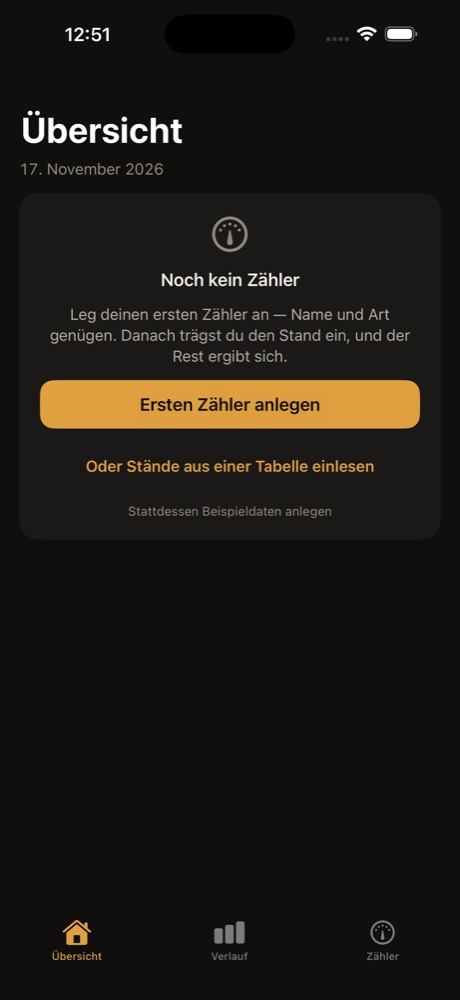 12:51
Übersicht
17. November 2026
Noch kein Zähler
Leg deinen ersten Zähler an — Name und Art
genügen. Danach trägst du den Stand ein, und der
Rest ergibt sich.
Ersten Zähler anlegen
Oder Stände aus einer Tabelle einlesen
Stattdessen Beispieldaten anlegen
Übersicht
Verlauf
Zähler